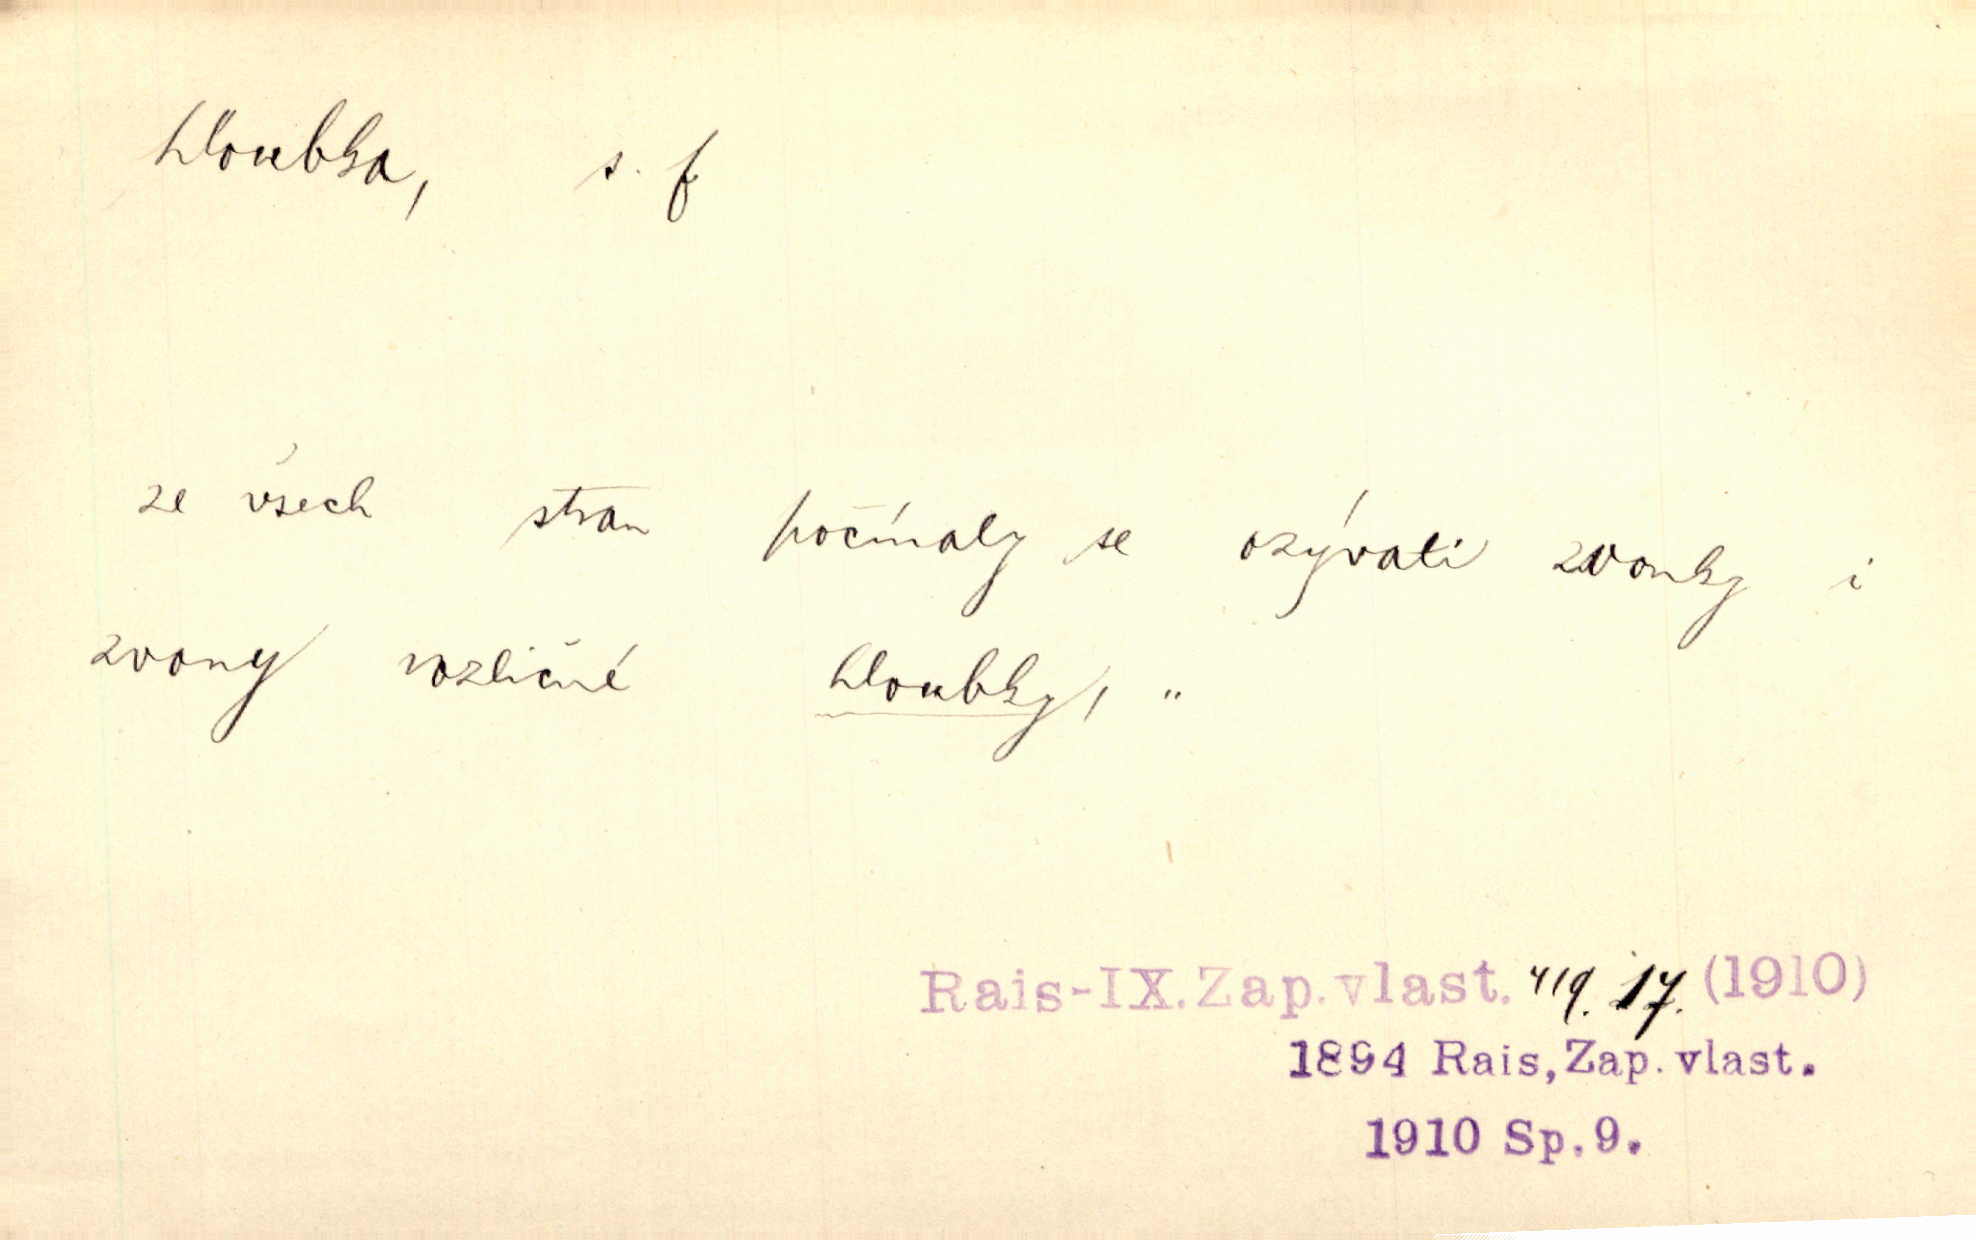 hloubka, s. f
ze všech stran počínaly se ozývati zvonky i
zvony rozličné hloubky, "
Rais-IX.Zap.vlast. 419. 17. (1910)
1894 Rais, Zap. vlast.
1910 Sp. 9.